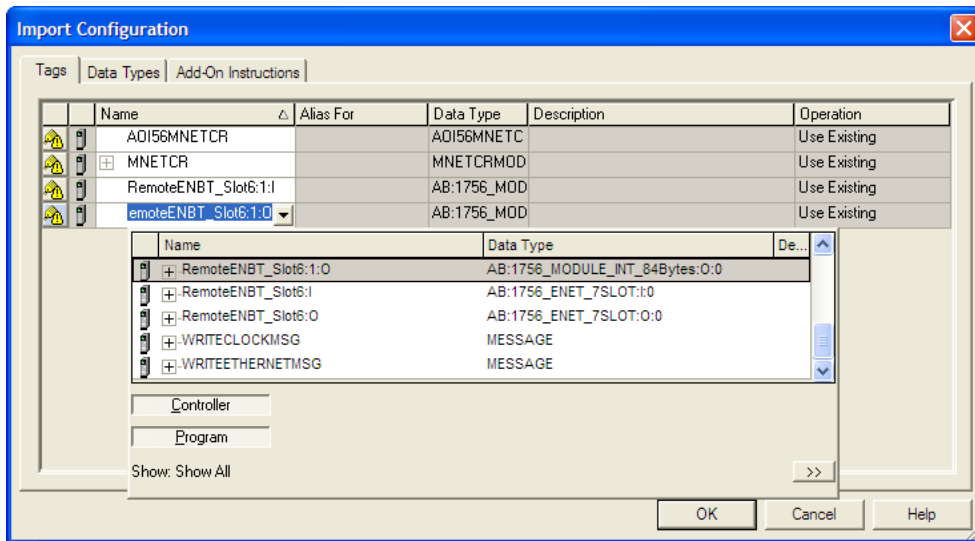 Import Configuration
Tags Data Types Add-On Instructions
Name Alias For Data Type Description Operation
AOI56MNETCR AOI56MNETC Use Existing
MNETCR MNETCRMOD Use Existing
RemoteENBT_Slot6:1:I AB:1756_MOD Use Existing
emoteENBT_Slot6:1:O AB:1756_MOD Use Existing
Name Data Type De...
RemoteENBT_Slot6:1:O AB:1756_MODULE_INT_84Bytes:O:0
RemoteENBT_Slot6:I AB:1756_ENET_7SLOT:I:0
RemoteENBT_Slot6:O AB:1756_ENET_7SLOT:O:0
WRITECLOCKMSG MESSAGE
WRITEETHERNETMSG MESSAGE
Controller
Program
Show: Show All >>
OK Cancel Help